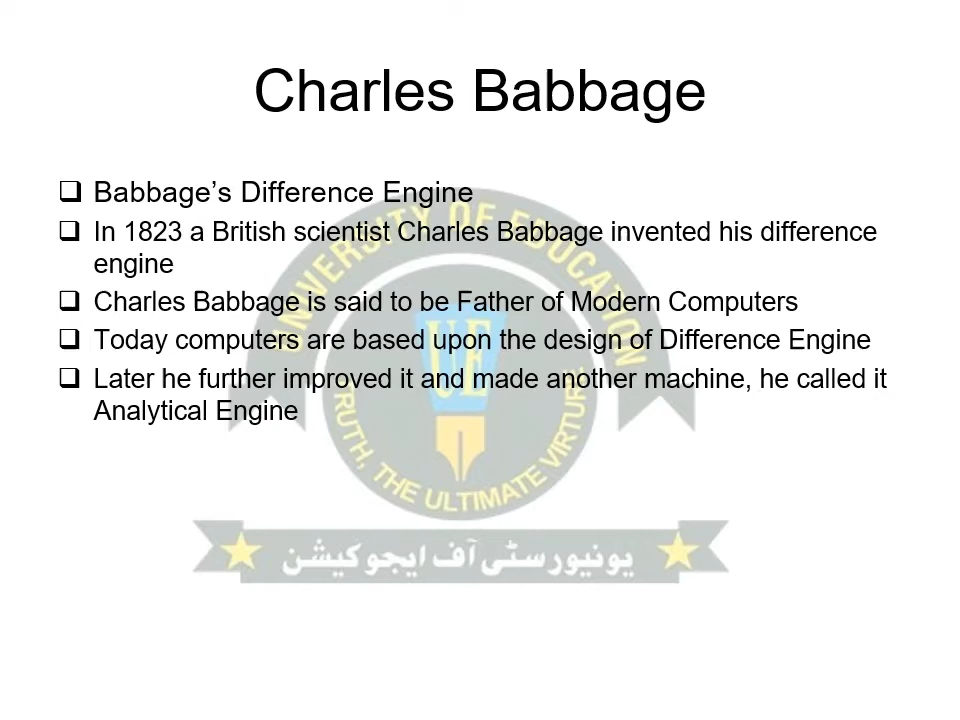 Charles Babbage
❑ Babbage’s Difference Engine
❑ In 1823 a British scientist Charles Babbage invented his difference
engine
❑ Charles Babbage is said to be Father of Modern Computers
❑ Today computers are based upon the design of Difference Engine
❑ Later he further improved it and made another machine, he called it
Analytical Engine
UNIVERSITY OF EDUCATION
UE
TRUTH, THE ULTIMATE VIRTURE
یونیورسٹی آف ایجوکیشن